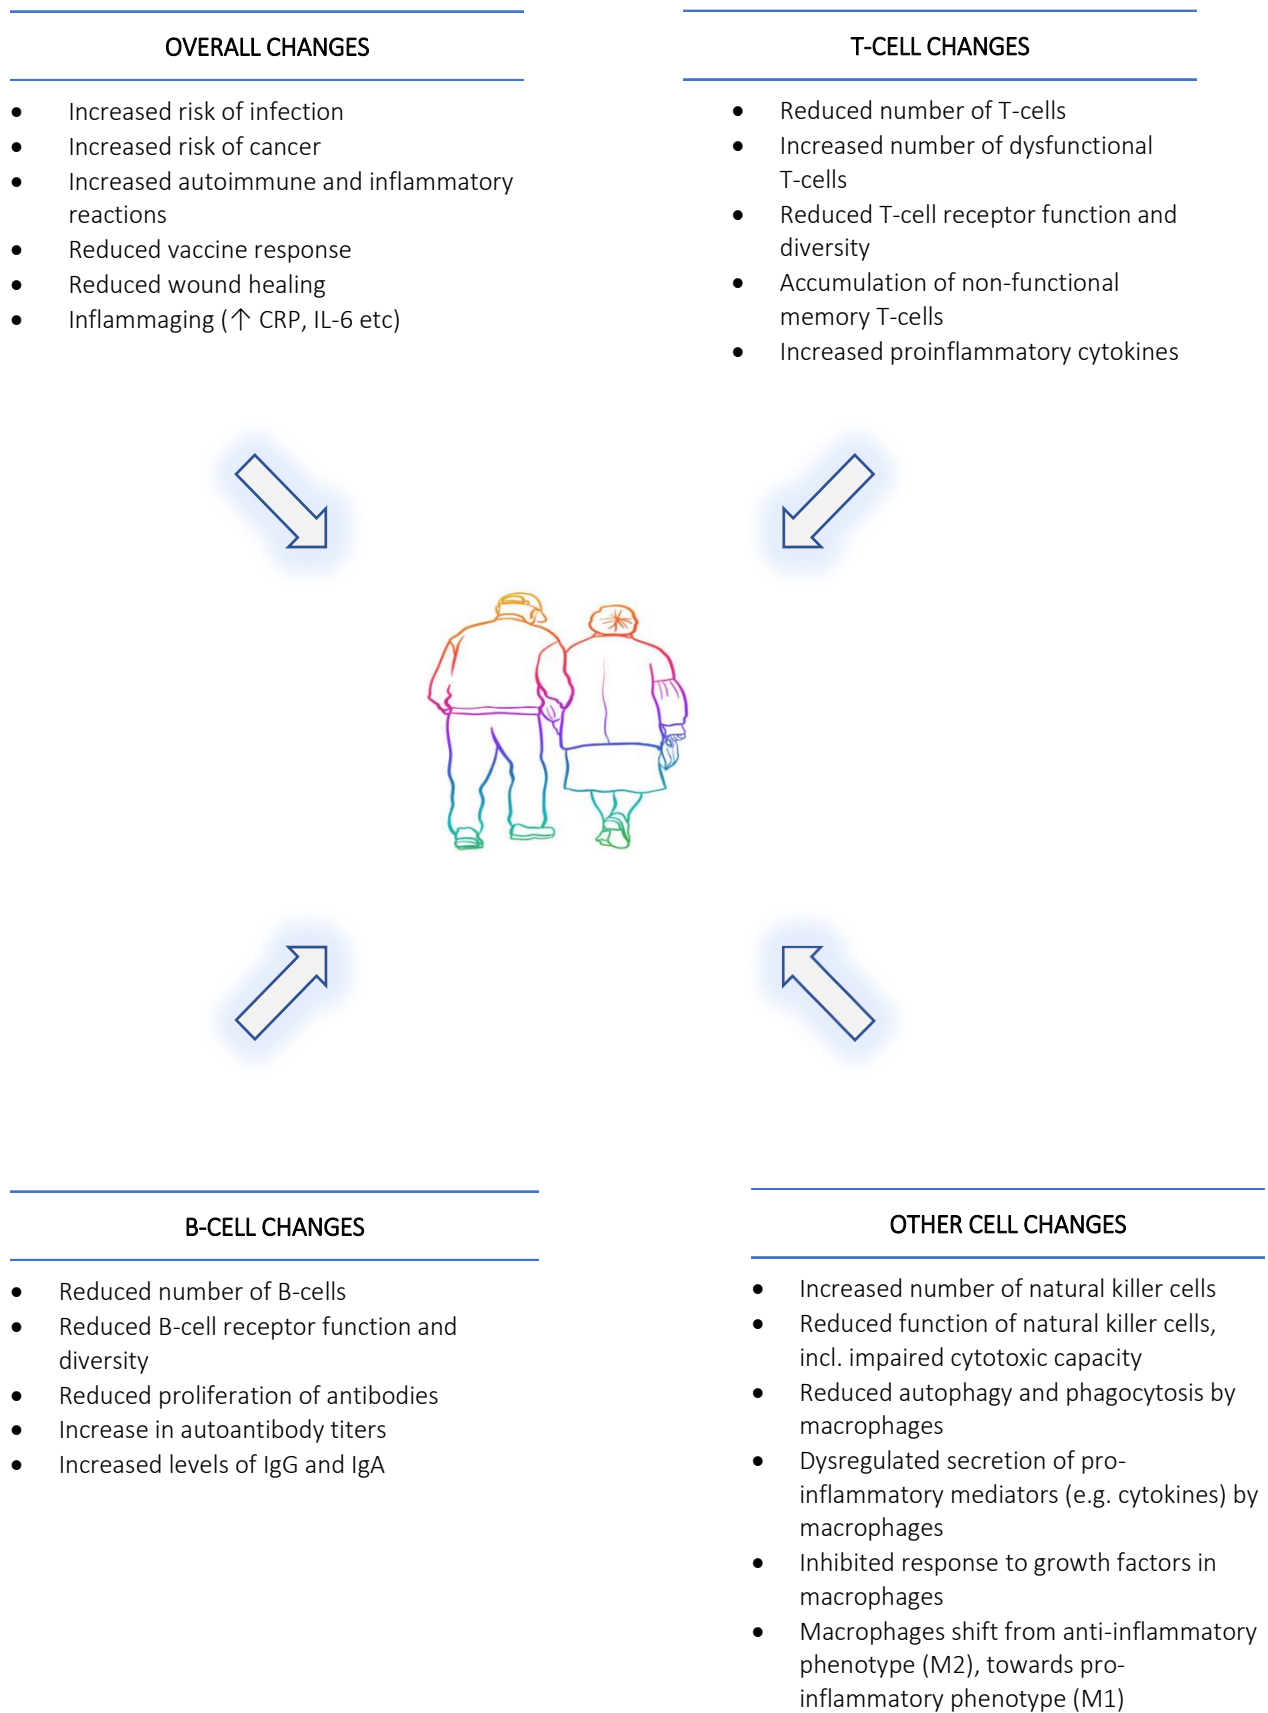 OVERALL CHANGES
• Increased risk of infection
• Increased risk of cancer
• Increased autoimmune and inflammatory
reactions
• Reduced vaccine response
• Reduced wound healing
• Inflammaging (↑ CRP, IL-6 etc)
T-CELL CHANGES
• Reduced number of T-cells
• Increased number of dysfunctional
T-cells
• Reduced T-cell receptor function and
diversity
• Accumulation of non-functional
memory T-cells
• Increased proinflammatory cytokines
B-CELL CHANGES
• Reduced number of B-cells
• Reduced B-cell receptor function and
diversity
• Reduced proliferation of antibodies
• Increase in autoantibody titers
• Increased levels of IgG and IgA
OTHER CELL CHANGES
• Increased number of natural killer cells
• Reduced function of natural killer cells,
incl. impaired cytotoxic capacity
• Reduced autophagy and phagocytosis by
macrophages
• Dysregulated secretion of pro-
inflammatory mediators (e.g. cytokines) by
macrophages
• Inhibited response to growth factors in
macrophages
• Macrophages shift from anti-inflammatory
phenotype (M2), towards pro-
inflammatory phenotype (M1)